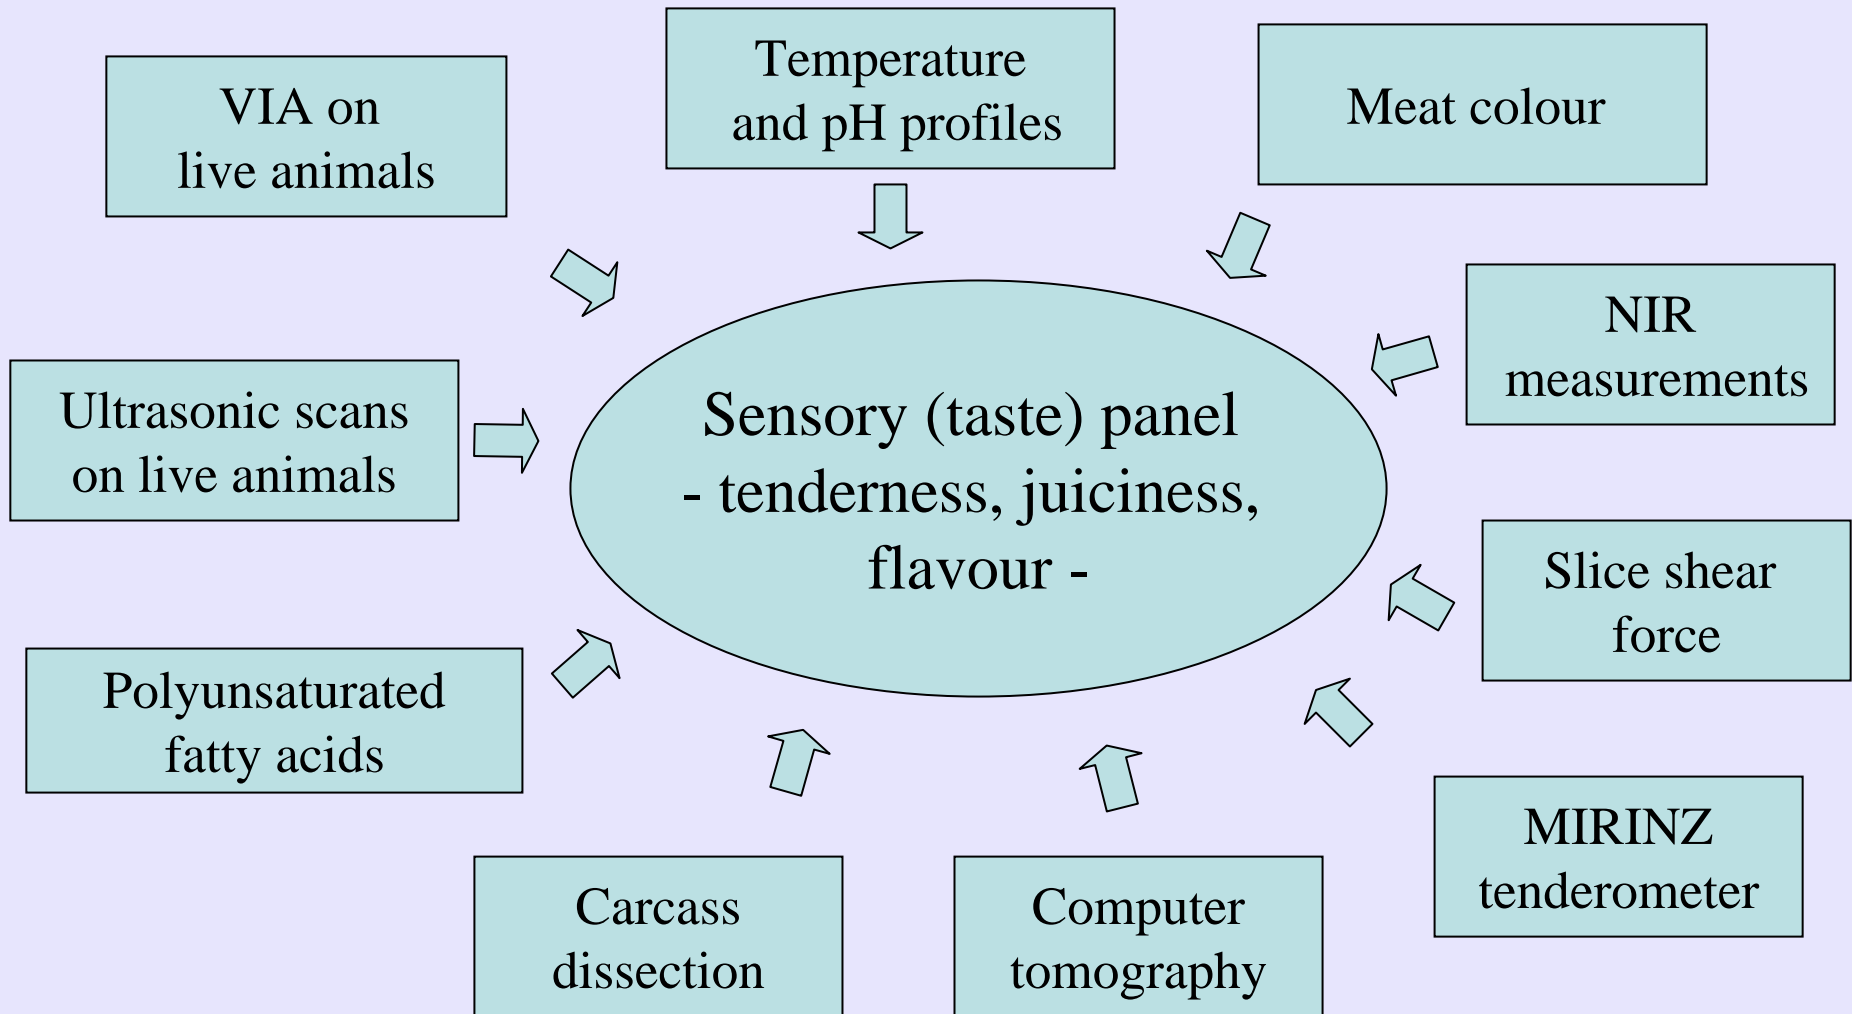 VIA on
live animals
Temperature
and pH profiles
Meat colour
NIR
measurements
Ultrasonic scans
on live animals
Sensory (taste) panel
- tenderness, juiciness,
flavour -
Slice shear
force
Polyunsaturated
fatty acids
MIRINZ
tenderometer
Carcass
dissection
Computer
tomography